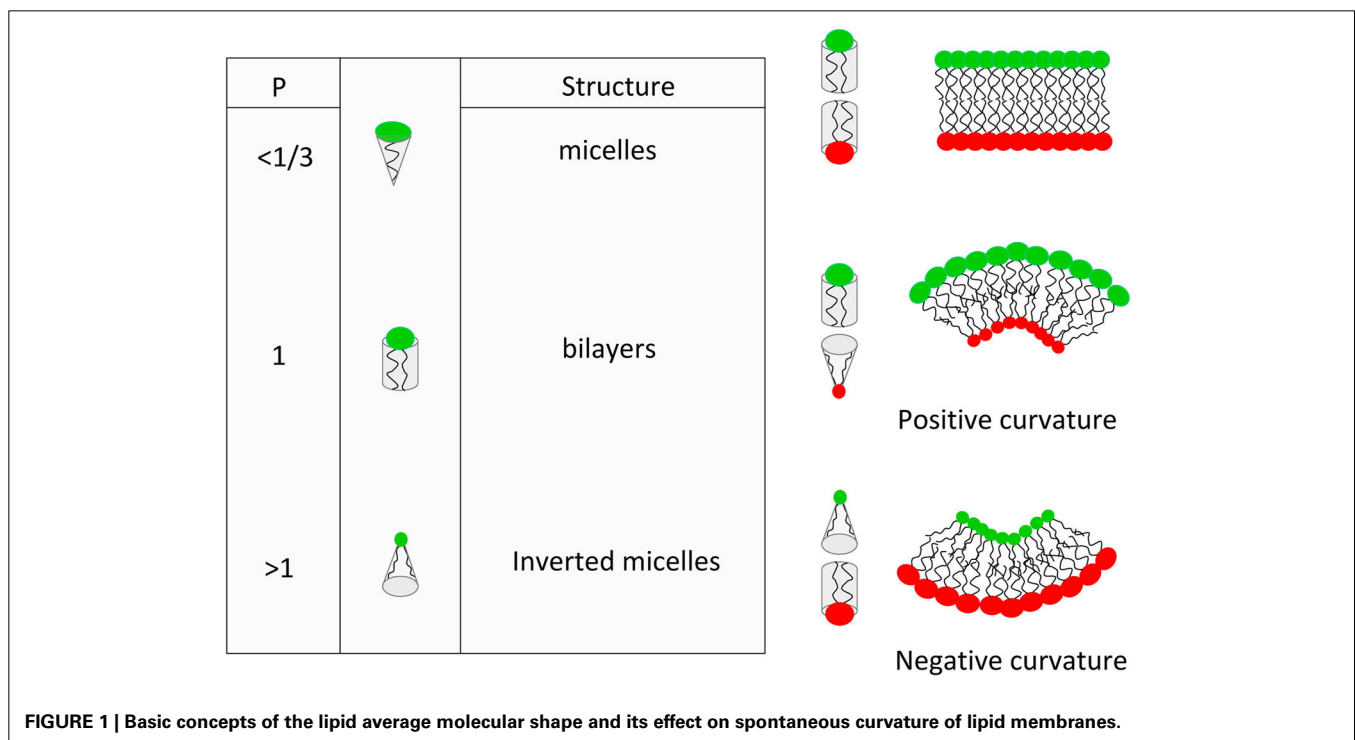 P Structure
<1/3 micelles
1 bilayers
>1 Inverted micelles
Positive curvature
Negative curvature
FIGURE 1 | Basic concepts of the lipid average molecular shape and its effect on spontaneous curvature of lipid membranes.